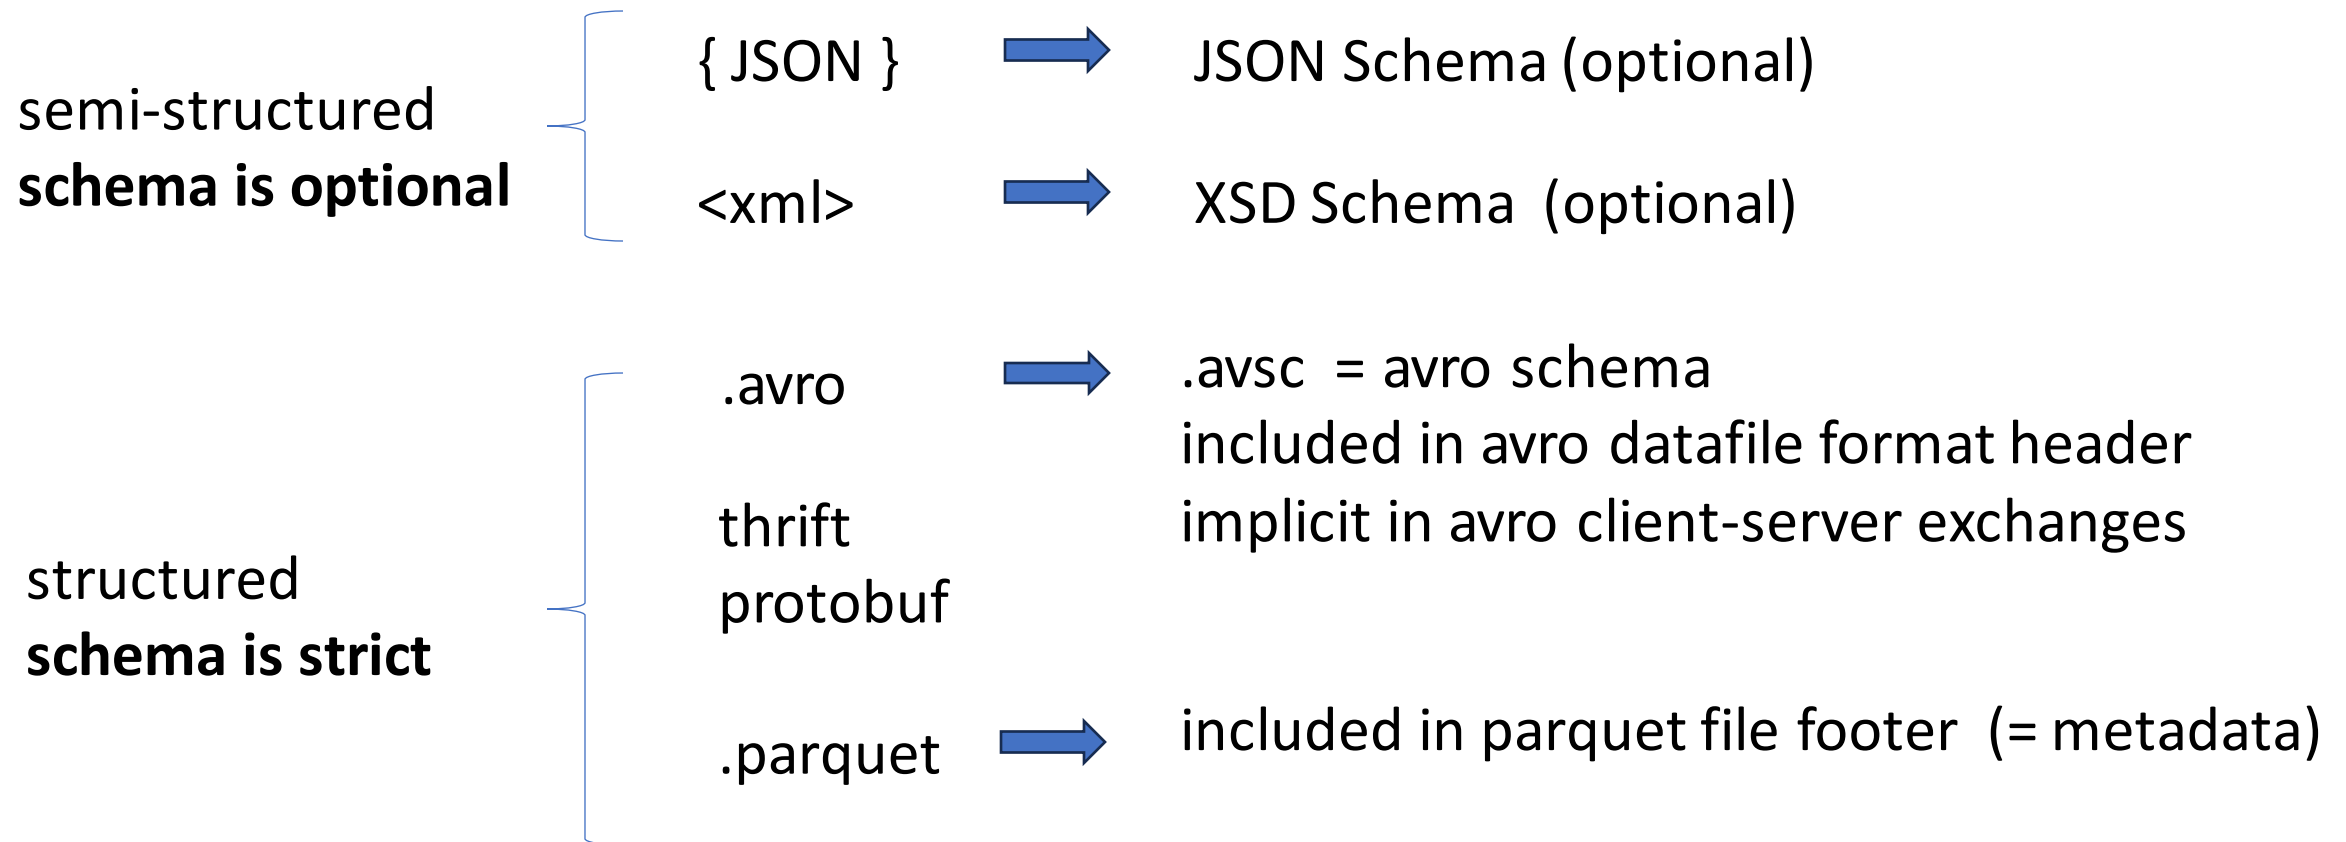 semi-structured
schema is optional
{ JSON }
JSON Schema (optional)
<xml>
XSD Schema (optional)
structured
schema is strict
.avro
.avsc = avro schema
included in avro datafile format header
implicit in avro client-server exchanges
thrift
protobuf
.parquet
included in parquet file footer (= metadata)